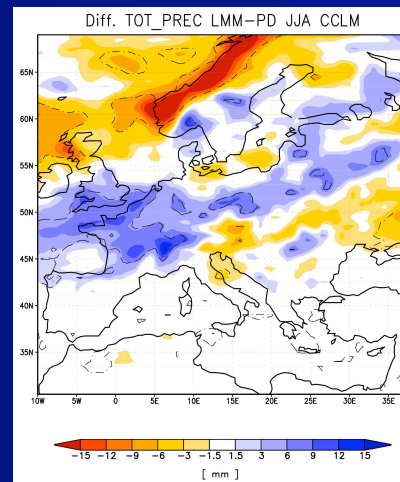 Diff. TOT_PREC LMM-PD JJA CCLM
65N
60N
55N
50N
45N
40N
35N
10W 5W 0 5E 10E 15E 20E 25E 30E 35E
-15 -12 -9 -6 -3 -1.5 1.5 3 6 9 12 15
[ mm ]